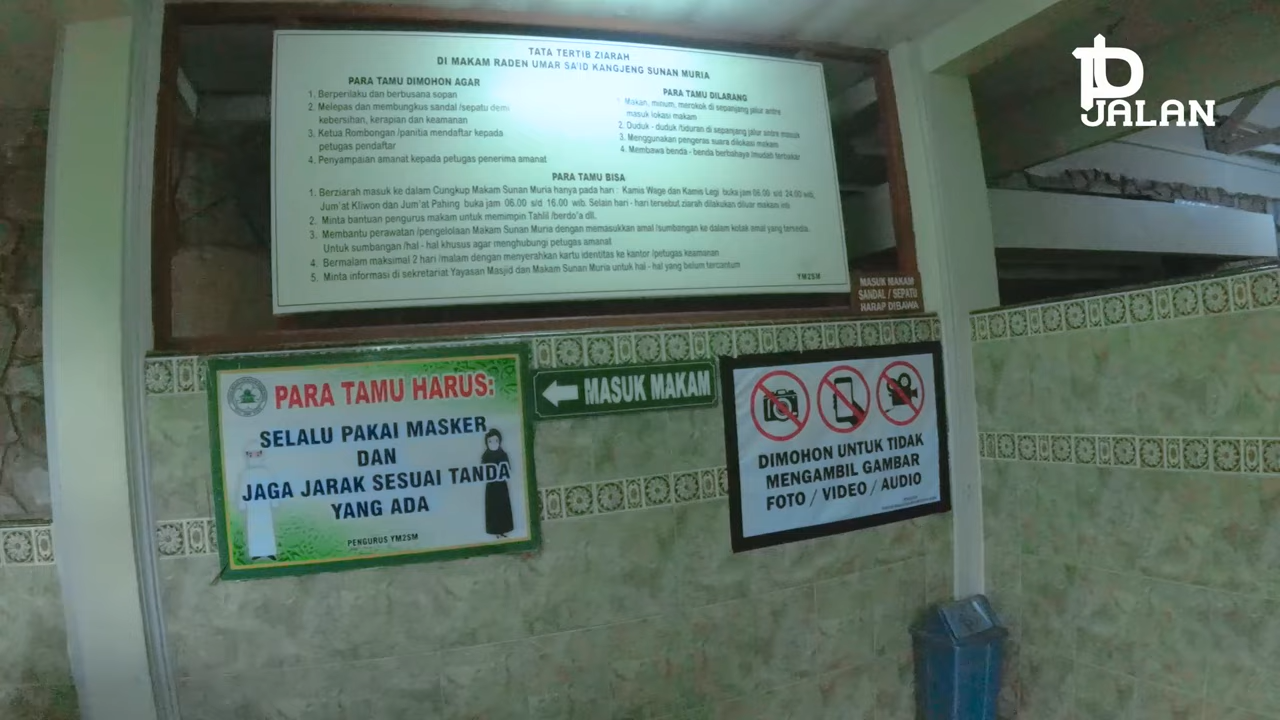 TATA TERTIB ZIARAH
DI MAKAM RADEN UMAR SA'ID KANGJENG SUNAN MURIA
PARA TAMU DIMOHON AGAR
1. Berperilaku dan berbusana sopan
2. Melepas dan membungkus sandal /sepatu demi
kebersihan, kerapian dan keamanan
3. Ketua Rombongan /panitia mendaftar kepada
petugas pendaftar
4. Penyampaian amanat kepada petugas penerima amanat
PARA TAMU DILARANG
1. Makan, minum, merokok di sepanjang jalur antre
masuk lokasi makam
2. Duduk - duduk /tiduran di sepanjang jalur antre masuk
3. Menggunakan pengeras suara dilokasi makam
4. Membawa benda - benda berbahaya /mudah terbakar
PARA TAMU BISA
1. Berziarah masuk ke dalam Cungkup Makam Sunan Muria hanya pada hari : Kamis Wage dan Kamis Legi buka jam 06.00 s/d 24.00 wib,
Jum'at Kliwon dan Jum'at Pahing buka jam 06.00 s/d 16.00 wib. Selain hari - hari tersebut ziarah dilakukan diluar makam inti
2. Minta bantuan pengurus makam untuk memimpin Tahlil /berdo'a dll.
3. Membantu perawatan /pengelolaan Makam Sunan Muria dengan memasukkan amal /sumbangan ke dalam kotak amal yang tersedia.
Untuk sumbangan /hal - hal khusus agar menghubungi petugas amanat
4. Bermalam maksimal 2 hari /malam dengan menyerahkan kartu identitas ke kantor /petugas keamanan
5. Minta informasi di sekretariat Yayasan Masjid dan Makam Sunan Muria untuk hal - hal yang belum tercantum
YM2SM
MASUK MAKAM
SANDAL / SEPATU
HARAP DIBAWA
PARA TAMU HARUS:
SELALU PAKAI MASKER
DAN
JAGA JARAK SESUAI TANDA
YANG ADA
PENGURUS YM2SM
MASUK MAKAM
DIMOHON UNTUK TIDAK
MENGAMBIL GAMBAR
FOTO / VIDEO / AUDIO
JALAN